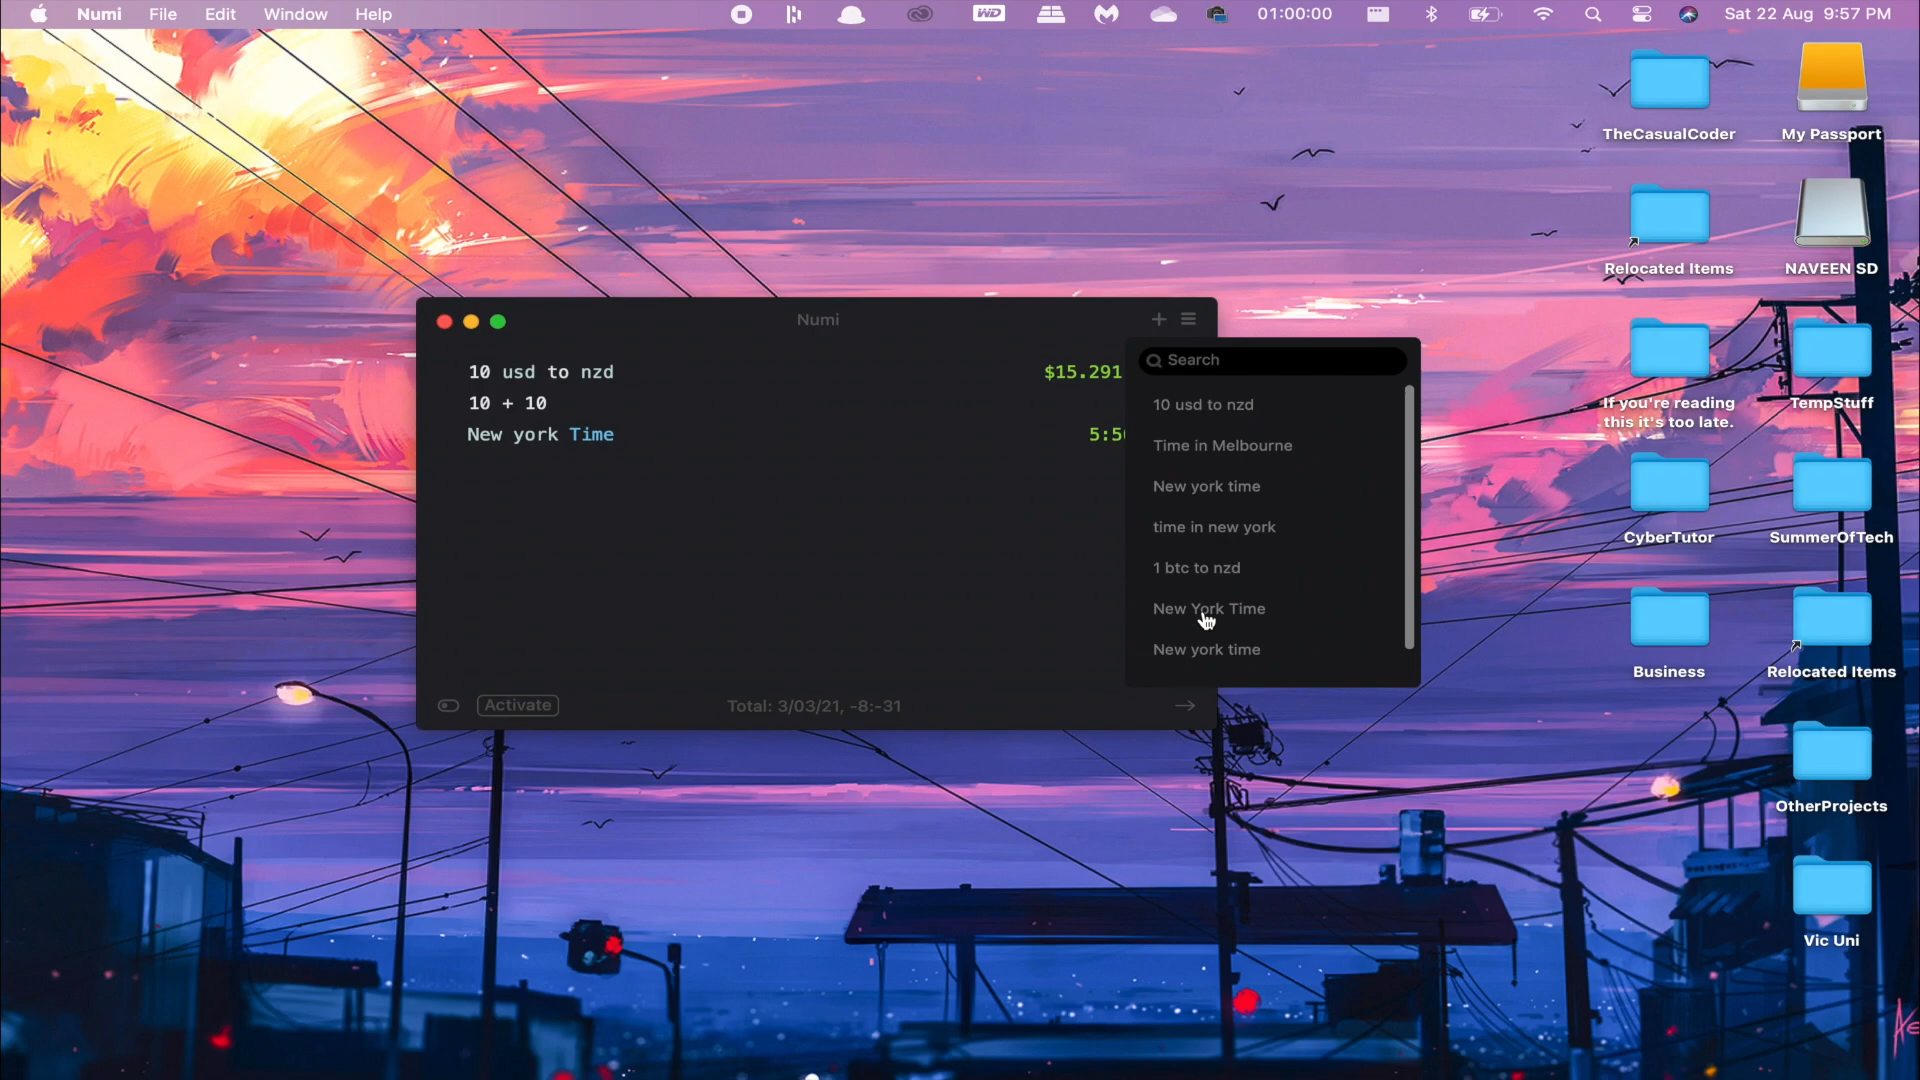 Numi File Edit Window Help
WD 01:00:00 Sat 22 Aug 9:57 PM
TheCasualCoder
My Passport
Relocated Items
NAVEEN SD
If you're reading
this it's too late.
TempStuff
CyberTutor
SummerOfTech
Business
Relocated Items
OtherProjects
Vic Uni
Numi
10 usd to nzd $15.291
10 + 10
New york Time
Activate
Total: 3/03/21, -8:-31
Search
10 usd to nzd
Time in Melbourne
New york time
time in new york
1 btc to nzd
New York Time
New york time